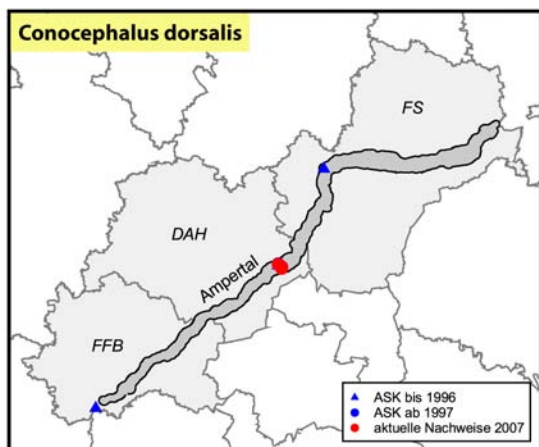 Conocephalus dorsalis
FS
DAH
Ampertal
FFB
ASK bis 1996
ASK ab 1997
aktuelle Nachweise 2007